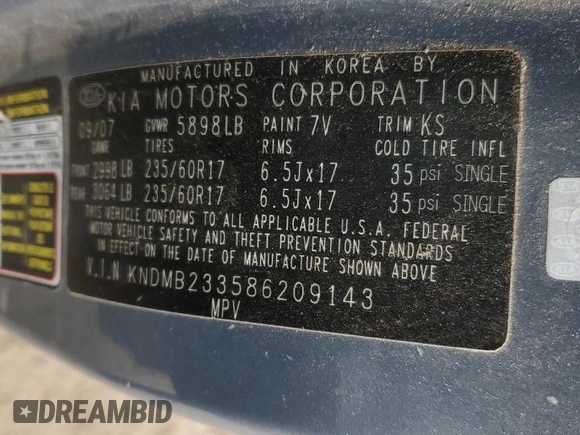 MANUFACTURED IN KOREA BY
KIA KIA MOTORS CORPORATION
09/07 GVWR 5898LB PAINT 7V TRIM KS
GAWR TIRES RIMS COLD TIRE INFL
FRONT 2998 LB 235/60R17 6.5Jx17 35 psi SINGLE
REAR 3064 LB 235/60R17 6.5Jx17 35 psi SINGLE
THIS VEHICLE CONFORMS TO ALL APPLICABLE U.S.A. FEDERAL
MOTOR VEHICLE SAFETY AND THEFT PREVENTION STANDARDS
IN EFFECT ON THE DATE OF MANUFACTURE SHOWN ABOVE
V.I.N KNDMB233586209143
MPV
INFORMATION
DREAMBID